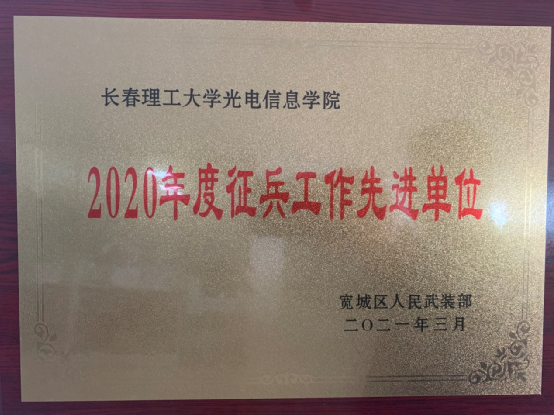 长春理工大学光电信息学院
2020年度征兵工作先进单位
宽城区人民武装部
二〇二一年三月